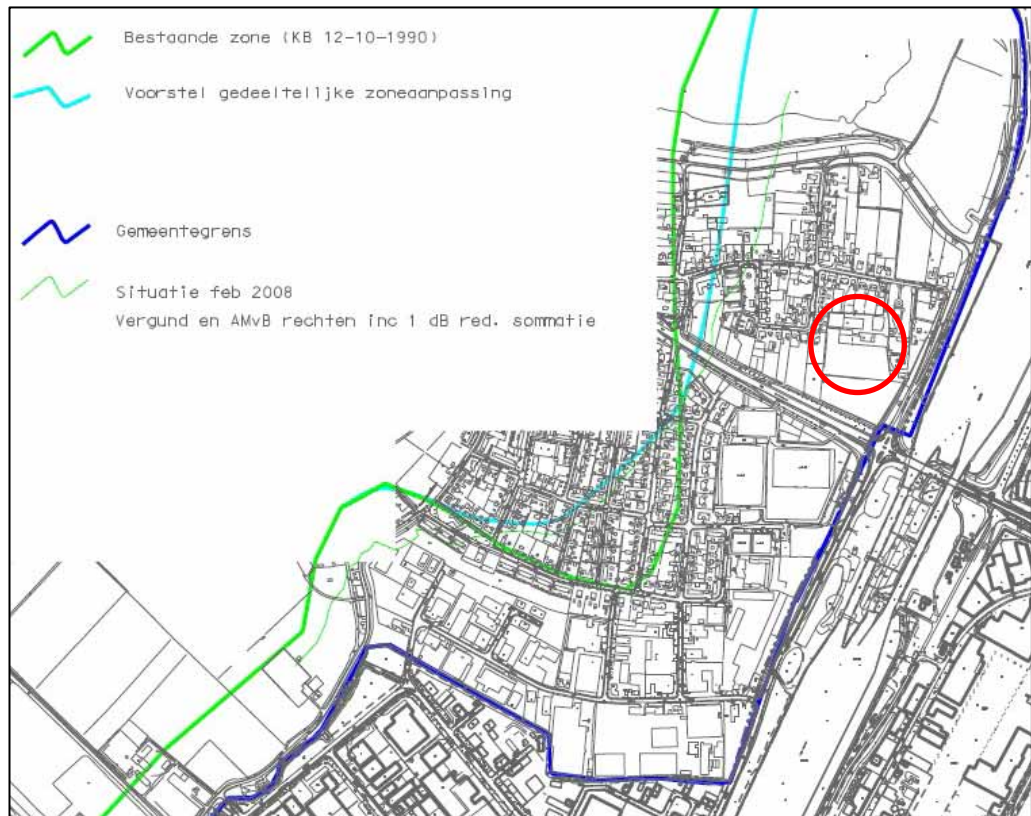 Bestaande zone (KB 12-10-1990)
Voorstel gedeeltelijke zoneaanpassing
Gemeentegrens
Situatie feb 2008
Vergund en AMvB rechten inc 1 dB red. sommatie